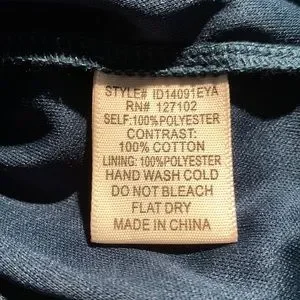 STYLE# ID14091EYA
RN# 127102
SELF:100%POLYESTER
CONTRAST:
100% COTTON
LINING: 100%POLYESTER
HAND WASH COLD
DO NOT BLEACH
FLAT DRY
MADE IN CHINA